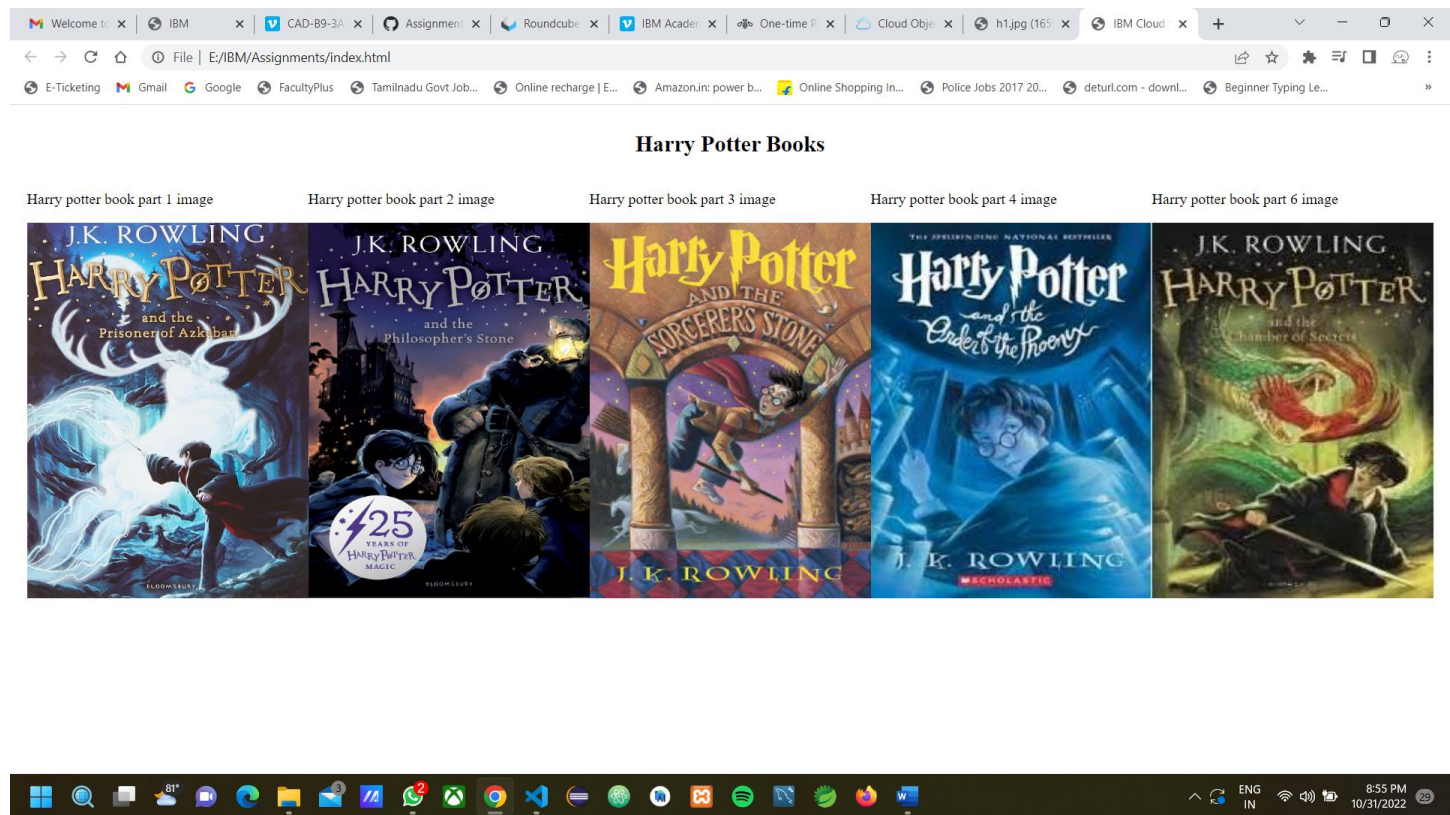 Welcome to
IBM
CAD-B9-3A
Assignment
Roundcube
IBM Academ
One-time P
Cloud Obje
h1.jpg (165
IBM Cloud
File
E:/IBM/Assignments/index.html
E-Ticketing
Gmail
Google
FacultyPlus
Tamilnadu Govt Job...
Online recharge | E...
Amazon.in: power b...
Online Shopping In...
Police Jobs 2017 20...
deturl.com - downl...
Beginner Typing Le...
»
Harry Potter Books
Harry potter book part 1 image
Harry potter book part 2 image
Harry potter book part 3 image
Harry potter book part 4 image
Harry potter book part 6 image
J.K. ROWLING
HARRY POTTER
and the
Prisoner of Azkaban
BLOOMSBURY
J.K. ROWLING
HARRY POTTER
and the
Philosopher's Stone
25
YEARS OF
HARRY POTTER
MAGIC
BLOOMSBURY
Harry Potter
AND THE
SORCERER'S STONE
J. K. ROWLING
THE SPELLBINDING NATIONAL BESTSELLER
Harry Potter
and the
Order of the Phoenix
J. K. ROWLING
SCHOLASTIC
J.K. ROWLING
HARRY POTTER
and the
Chamber of Secrets
81°
3
2
ENG
IN
8:55 PM
10/31/2022
29